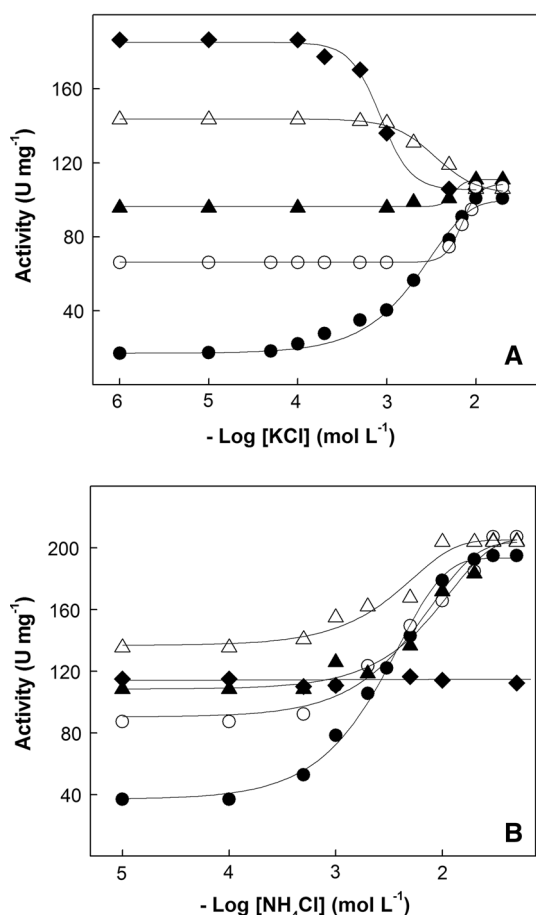 160
120
80
40
Activity (U mg-1)
A
6 5 4 3 2
- Log [KCl] (mol L-1)
200
160
120
80
40
Activity (U mg-1)
B
5 4 3 2
- Log [NH4Cl] (mol L-1)